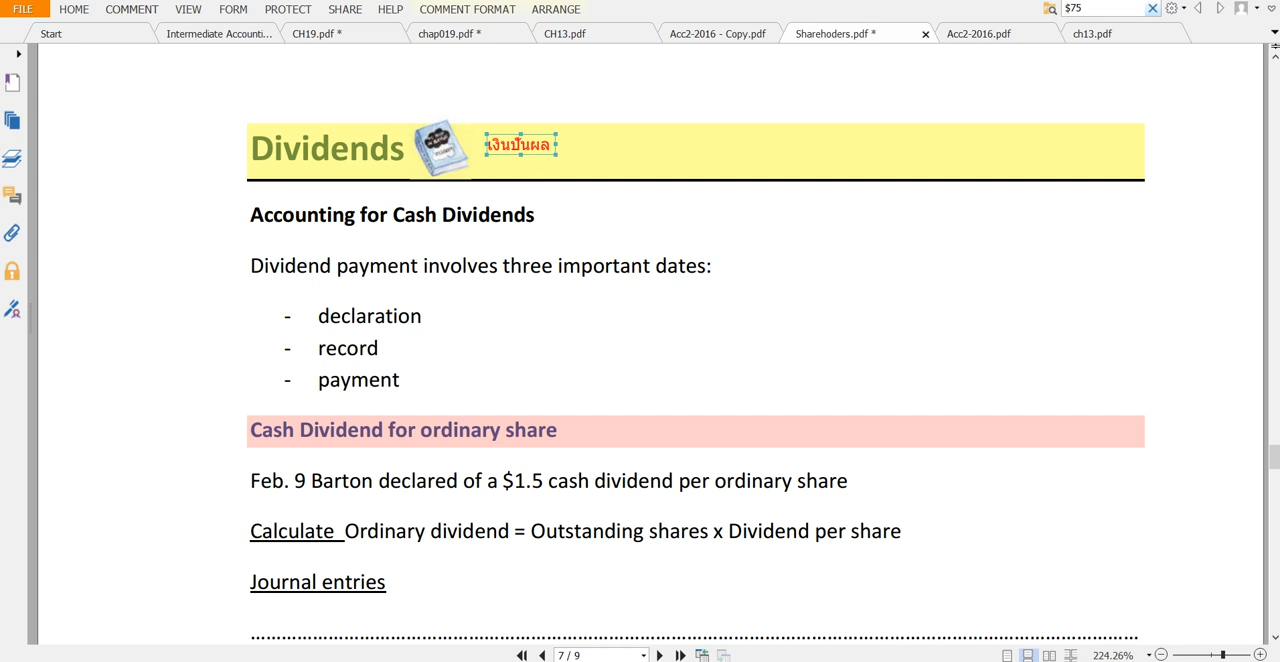 FILE HOME COMMENT VIEW FORM PROTECT SHARE HELP COMMENT FORMAT ARRANGE $75
Start Intermediate Accounti... CH19.pdf * chap019.pdf * CH13.pdf Acc2-2016 - Copy.pdf Sharehoders.pdf * Acc2-2016.pdf ch13.pdf
Dividends เงินปันผล
Accounting for Cash Dividends
Dividend payment involves three important dates:
- declaration
- record
- payment
Cash Dividend for ordinary share
Feb. 9 Barton declared of a $1.5 cash dividend per ordinary share
Calculate Ordinary dividend = Outstanding shares x Dividend per share
Journal entries
7 / 9 224.26%